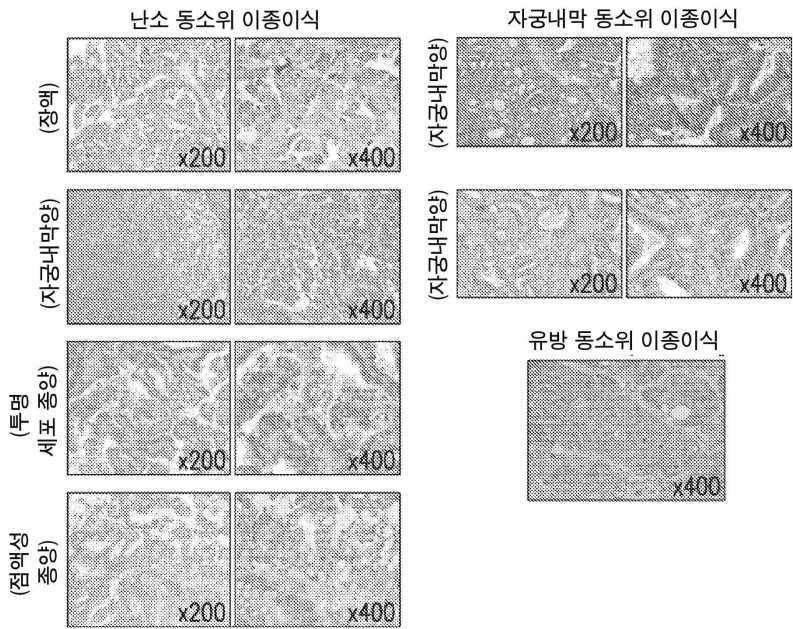 난소 동소위 이종이식
(장액)
x200
x400
(자궁내막양)
x200
x400
(투명
세포 종양)
x200
x400
(점액성
종양)
x200
x400
자궁내막 동소위 이종이식
(자궁내막양)
x200
x400
(자궁내막양)
x200
x400
유방 동소위 이종이식
x400